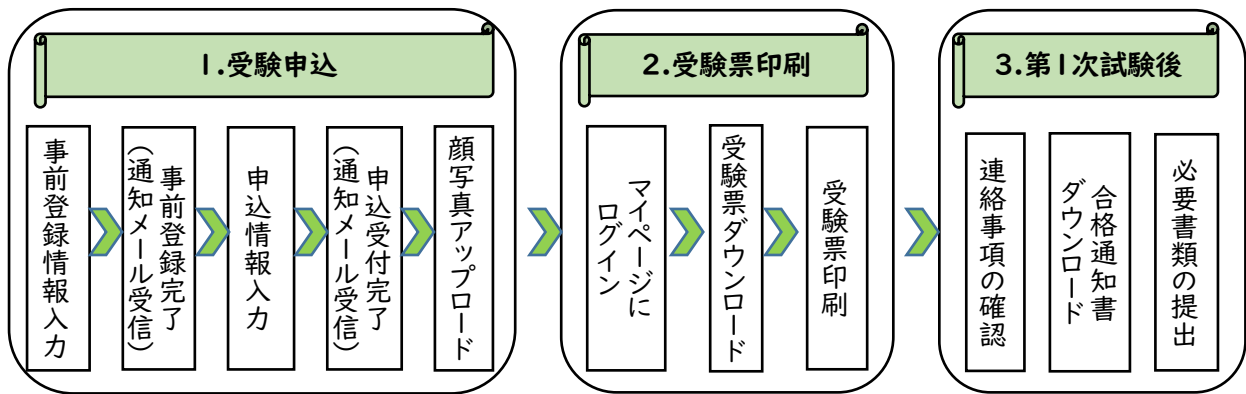 1.受験申込
事前登録情報入力
事前登録完了
(通知メール受信)
申込情報入力
申込受付完了
(通知メール受信)
顔写真アップロード
2.受験票印刷
マイページに
ログイン
受験票ダウンロード
受験票印刷
3.第1次試験後
連絡事項の確認
合格通知書
ダウンロード
必要書類の提出